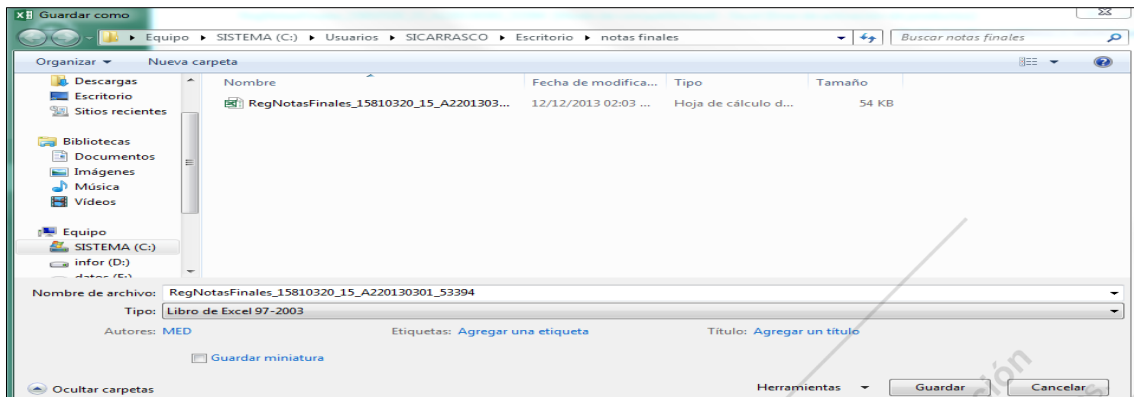 Guardar como
Equipo SISTEMA (C:) Usuarios SICARRASCO Escritorio notas finales Buscar notas finales
Organizar Nueva carpeta
Descargas
Escritorio
Sitios recientes
Bibliotecas
Documentos
Imágenes
Música
Vídeos
Equipo
SISTEMA (C:)
infor (D:)
Nombre Fecha de modifica... Tipo Tamaño
RegNotasFinales_15810320_15_A2201303... 12/12/2013 02:03 ... Hoja de cálculo d... 54 KB
Nombre de archivo: RegNotasFinales_15810320_15_A220130301_53394
Tipo: Libro de Excel 97-2003
Autores: MED Etiquetas: Agregar una etiqueta Título: Agregar un título
Guardar miniatura
Ocultar carpetas Herramientas Guardar Cancelar